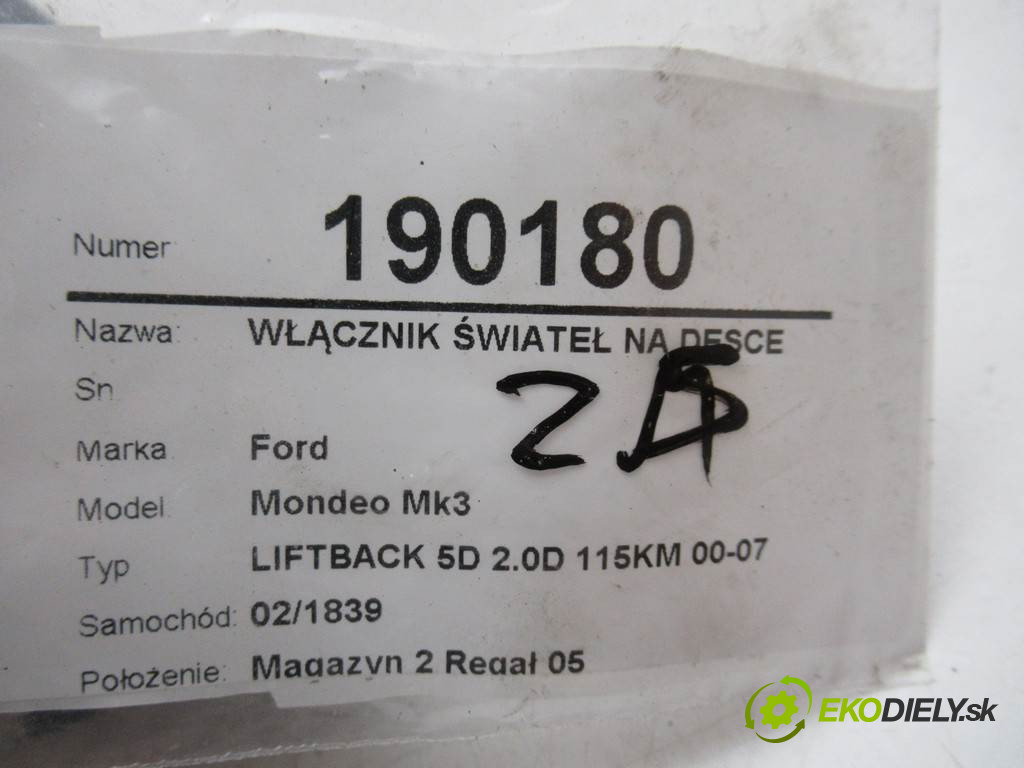 Numer 190180
Nazwa: WŁĄCZNIK ŚWIATEŁ NA DESCE
Sn
Marka Ford
Model Mondeo Mk3
Typ LIFTBACK 5D 2.0D 115KM 00-07
Samochód: 02/1839
Położenie: Magazyn 2 Regał 05
EKODIELY.sk